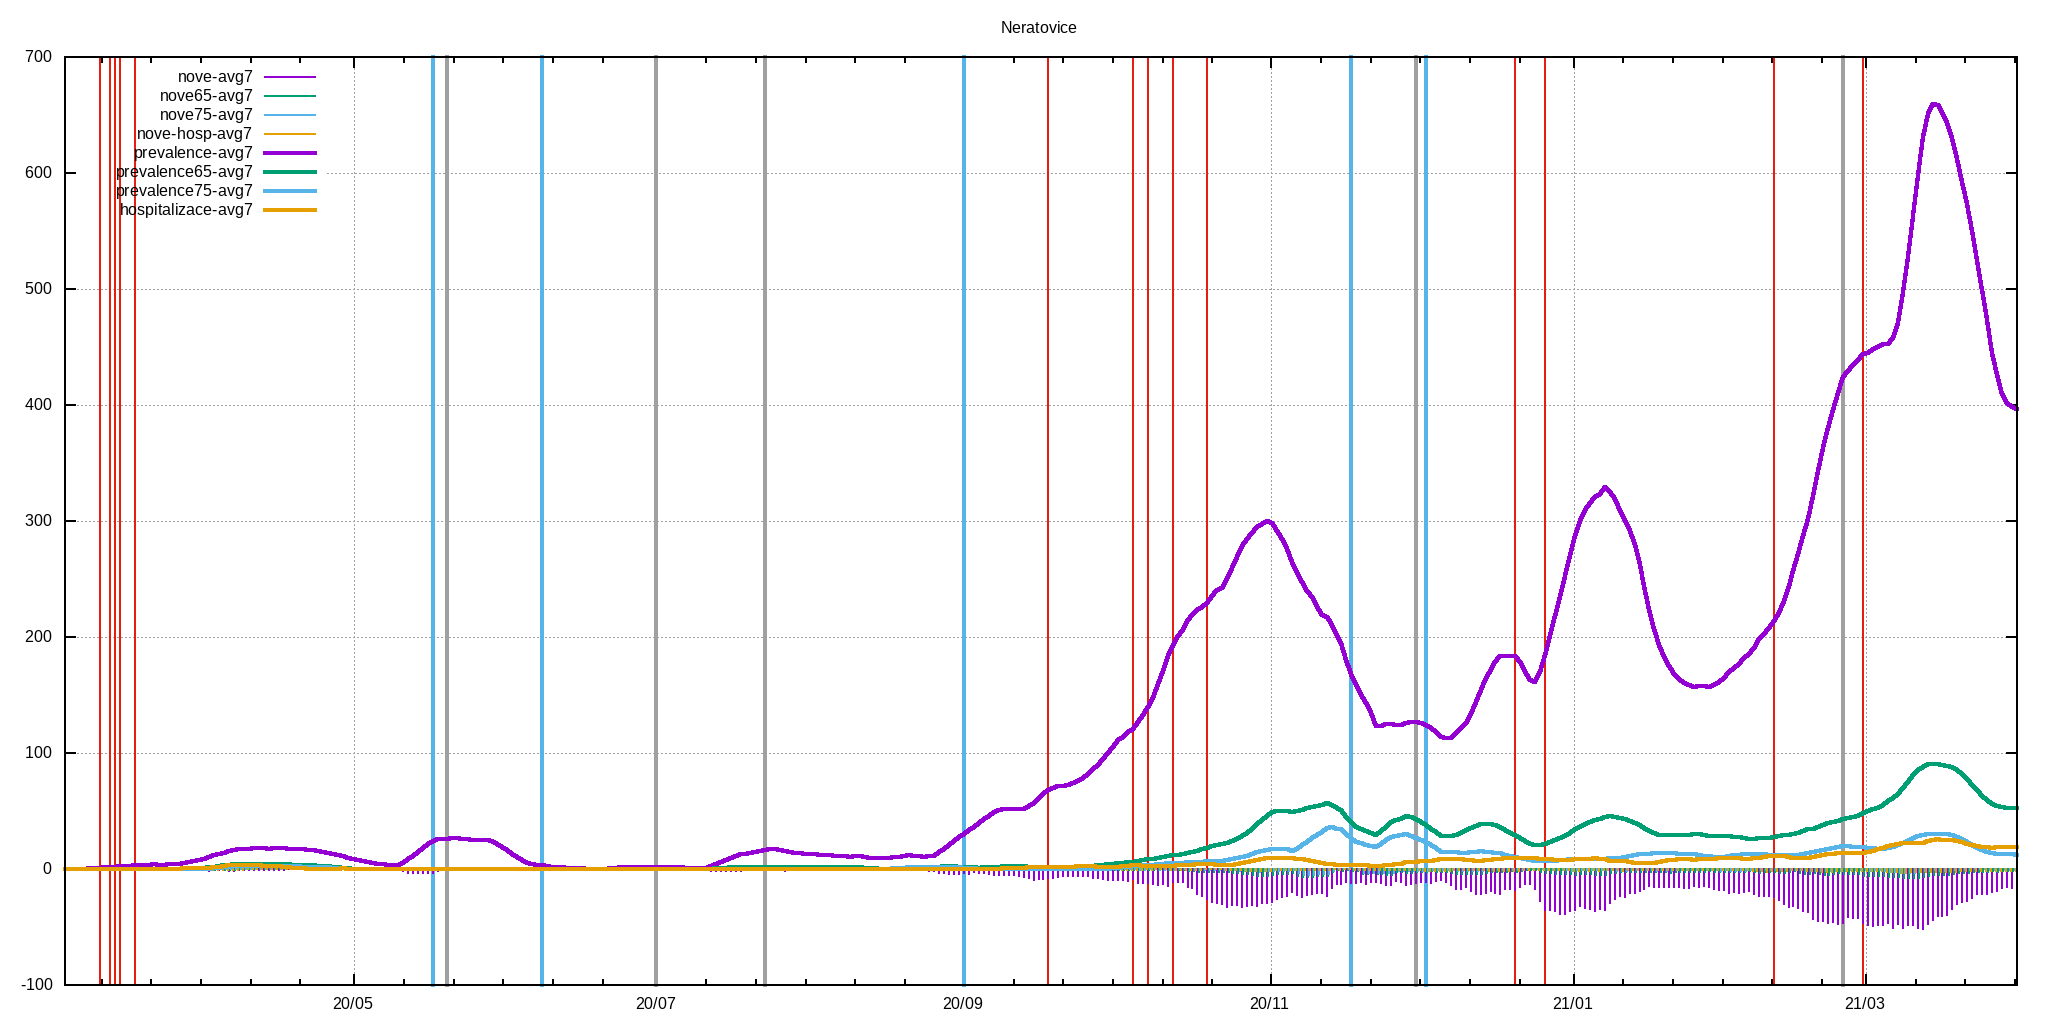 Neratovice
700
600
500
400
300
200
100
0
-100
nove-avg7
nove65-avg7
nove75-avg7
nove-hosp-avg7
prevalence-avg7
prevalence65-avg7
prevalence75-avg7
hospitalizace-avg7
20/05 20/07 20/09 20/11 21/01 21/03